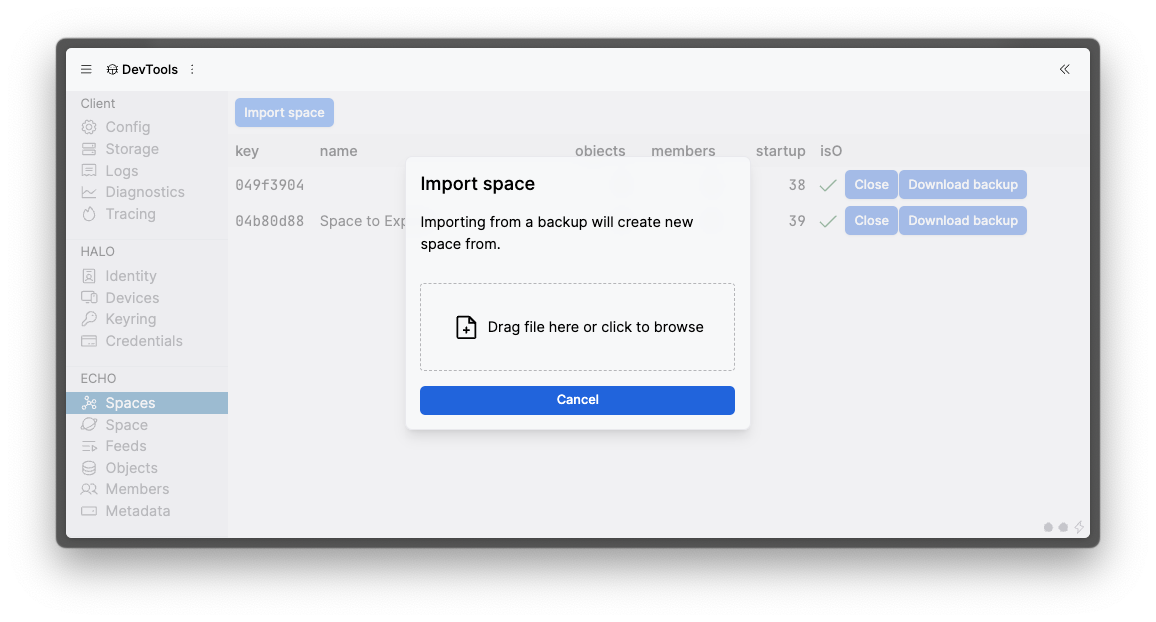 DevTools
Client
Config
Storage
Logs
Diagnostics
Tracing
HALO
Identity
Devices
Keyring
Credentials
ECHO
Spaces
Space
Feeds
Objects
Members
Metadata
Import space
key name objects members startup isO
049f3904 38 Close Download backup
04b80d88 Space to Exp 39 Close Download backup
Import space
Importing from a backup will create new
space from.
Drag file here or click to browse
Cancel